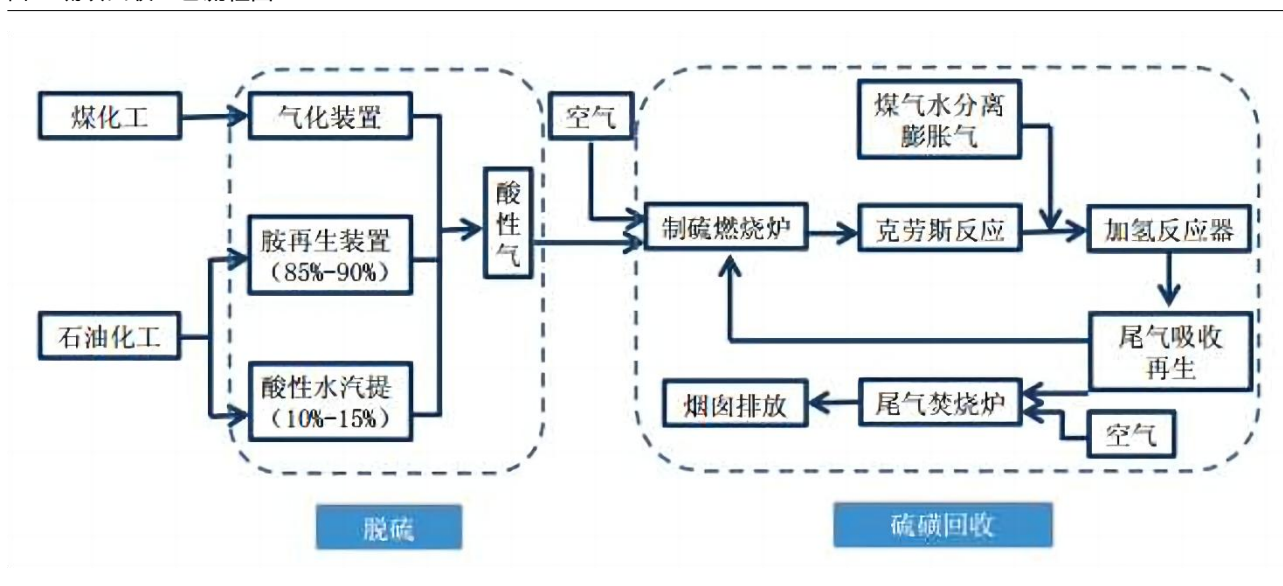 煤化工
气化装置
空气
煤气水分离
膨胀气
酸
性
气
胺再生装置
（85%-90%）
制硫燃烧炉
克劳斯反应
加氢反应器
石油化工
尾气吸收
再生
酸性水汽提
（10%-15%）
烟囱排放
尾气焚烧炉
空气
脱硫
硫磺回收